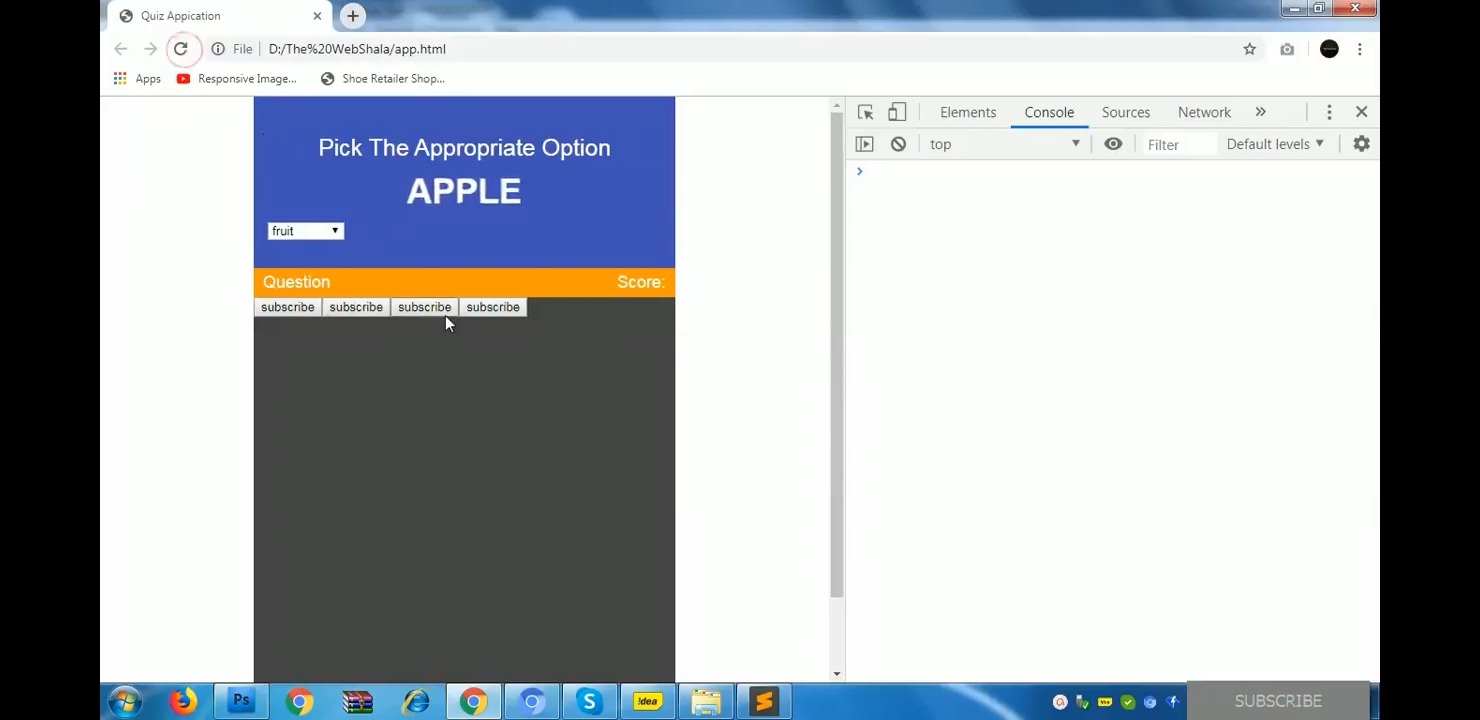 Quiz Appication
File D:/The%20WebShala/app.html
Apps Responsive Image... Shoe Retailer Shop...
Elements Console Sources Network
top Filter Default levels
Pick The Appropriate Option
APPLE
fruit
Question Score:
subscribe subscribe subscribe subscribe
Ps !dea
SUBSCRIBE